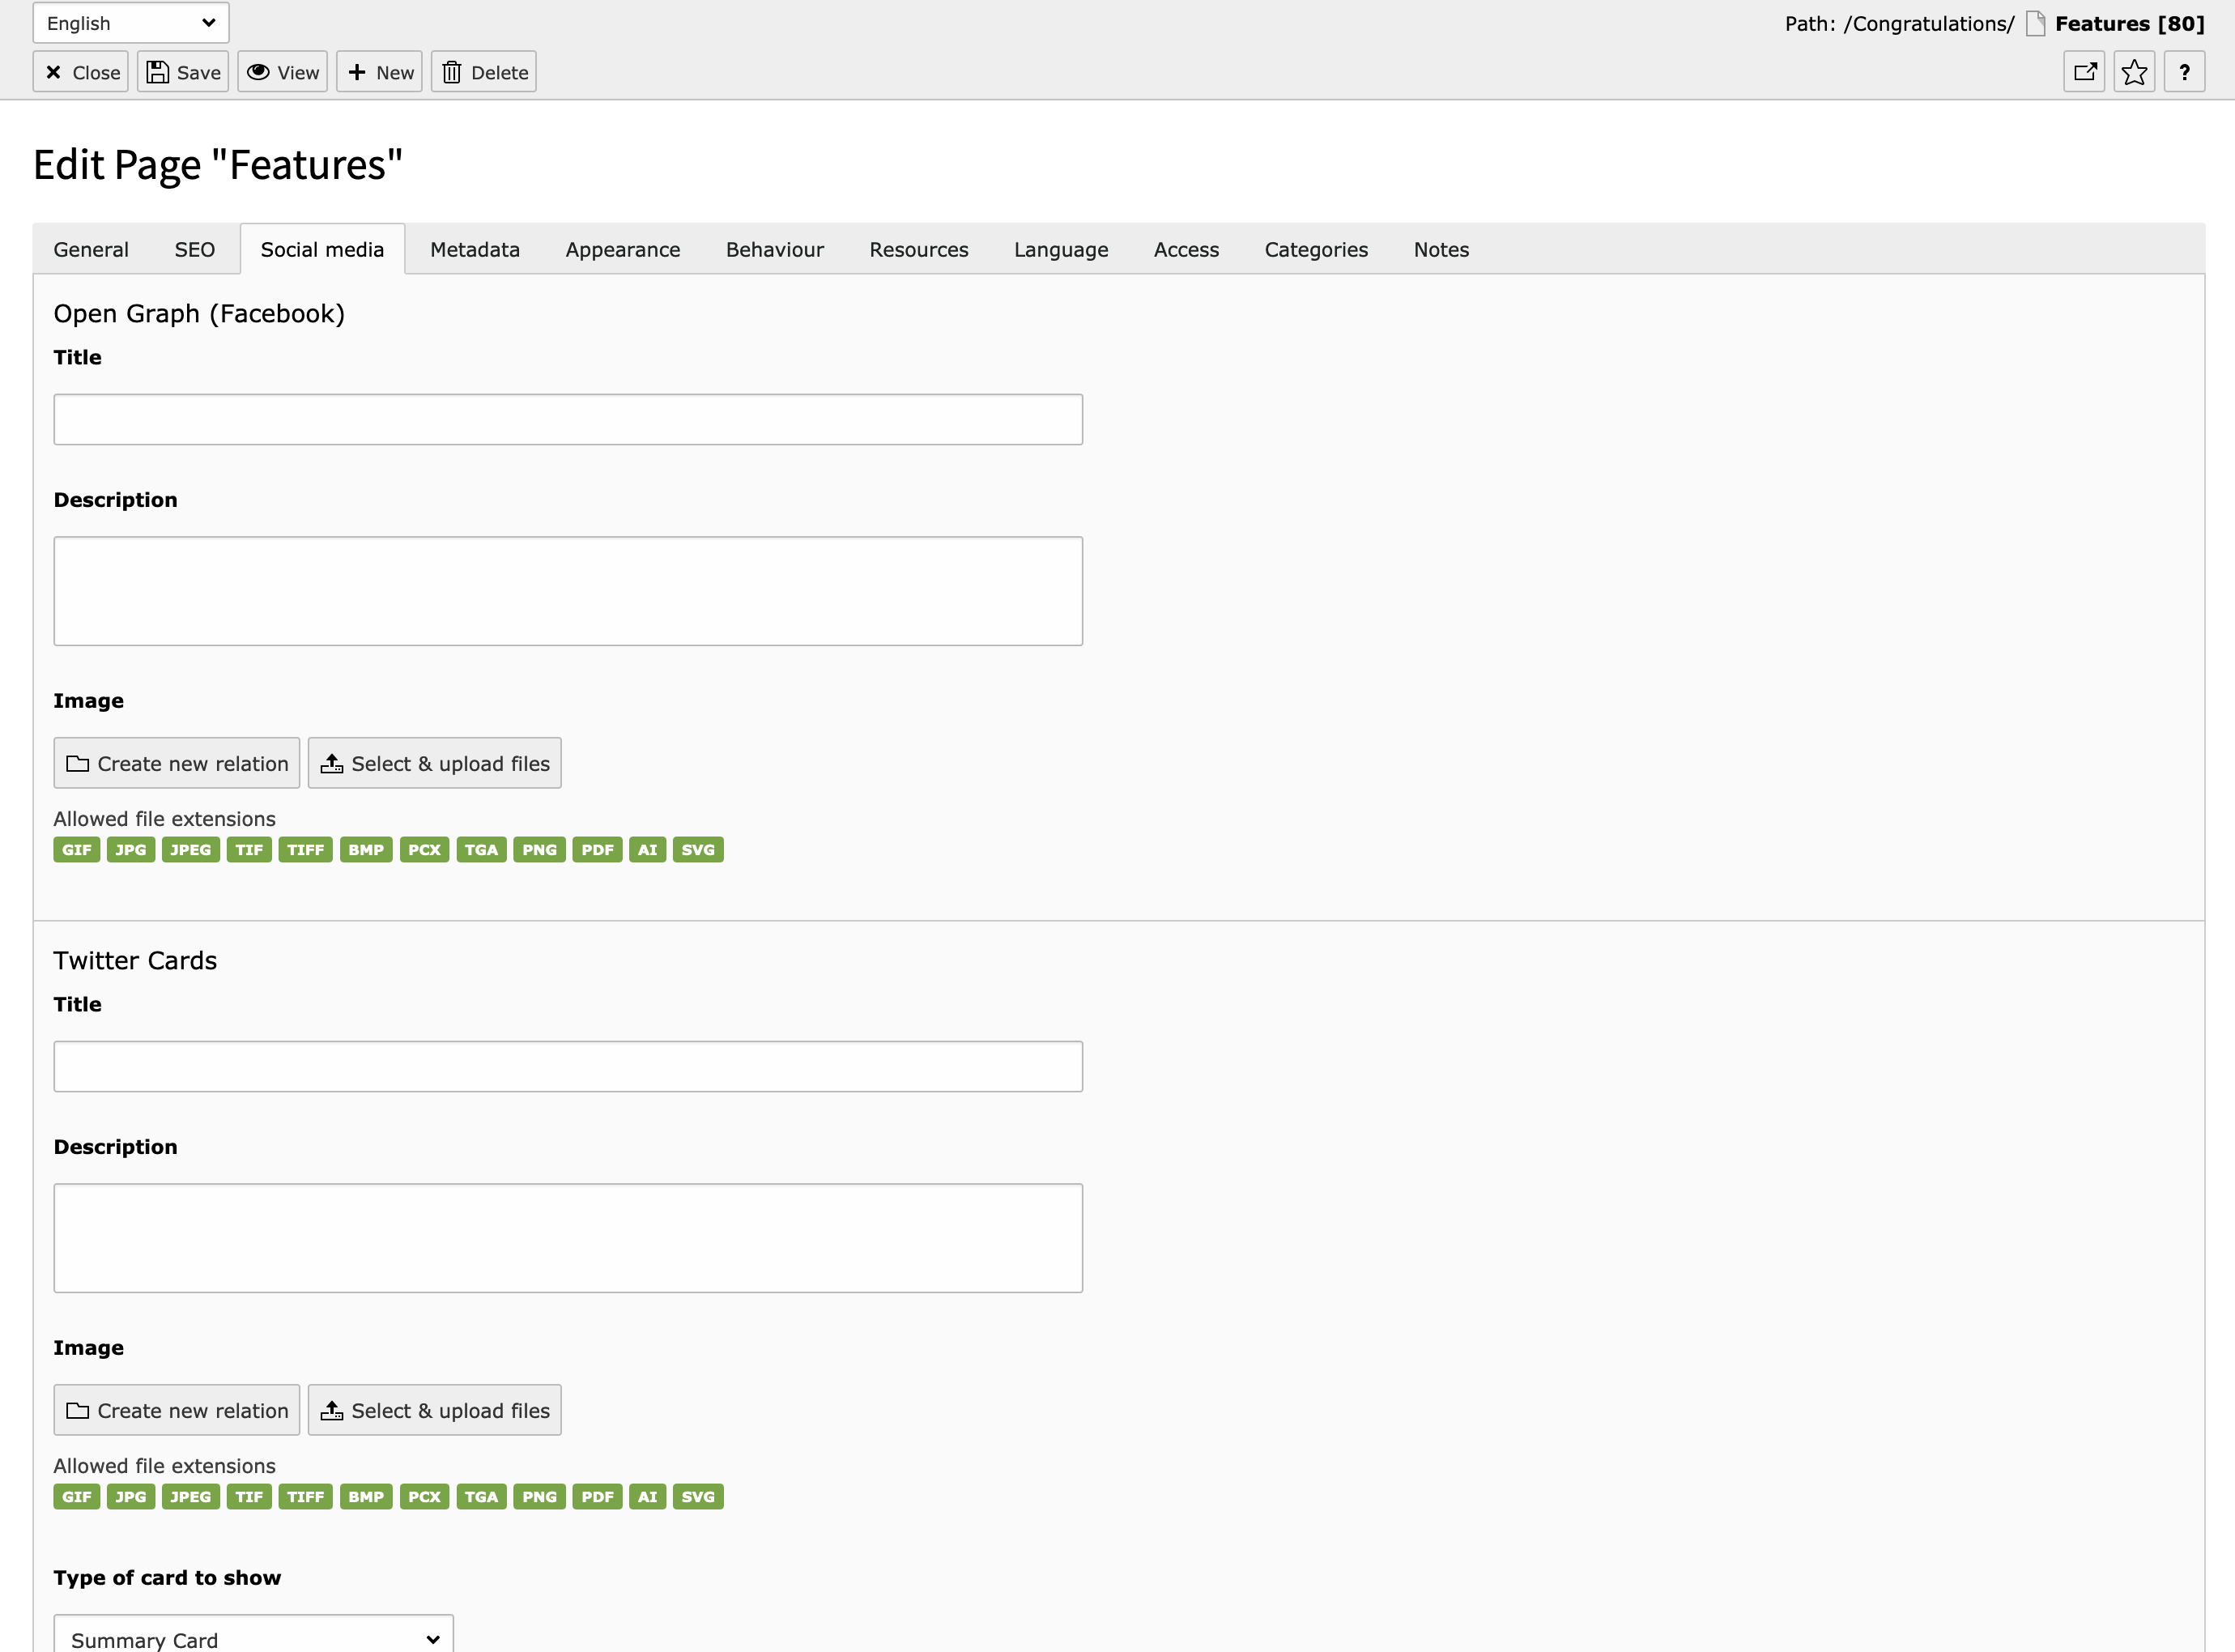 English
Path: /Congratulations/ Features [80]
Close Save View New Delete ?
Edit Page "Features"
General SEO Social media Metadata Appearance Behaviour Resources Language Access Categories Notes
Open Graph (Facebook)
Title
Description
Image
Create new relation Select & upload files
Allowed file extensions
GIF JPG JPEG TIF TIFF BMP PCX TGA PNG PDF AI SVG
Twitter Cards
Title
Description
Image
Create new relation Select & upload files
Allowed file extensions
GIF JPG JPEG TIF TIFF BMP PCX TGA PNG PDF AI SVG
Type of card to show
Summary Card